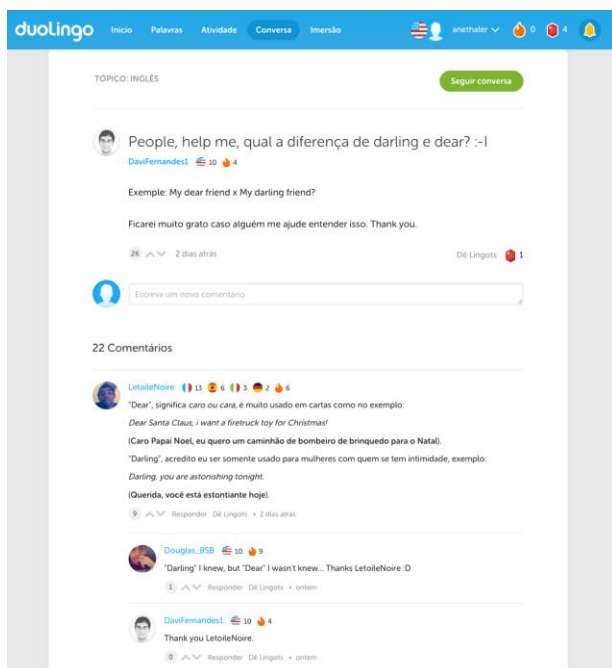 duolingo Início Palavras Atividade Conversa Imersão anethaler 0 4
TÓPICO: INGLÊS Seguir conversa
People, help me, qual a diferença de darling e dear? :-|
DaviFernandes1 10 4
Exemple: My dear friend x My darling friend?
Ficarei muito grato caso alguém me ajude entender isso. Thank you.
26 2 dias atrás Dê Lingots 1
Escreva um novo comentário
22 Comentários
LetoileNoire 13 6 3 2 6
"Dear", significa caro ou cara, é muito usado em cartas como no exemplo:
Dear Santa Claus, i want a firetruck toy for Christmas!
(Caro Papai Noel, eu quero um caminhão de bombeiro de brinquedo para o Natal).
"Darling", acredito eu ser somente usado para mulheres com quem se tem intimidade, exemplo:
Darling, you are astonishing tonight.
(Querida, você está estontiante hoje).
9 Responder Dê Lingots • 2 dias atrás
Douglas_BSB 10 9
"Darling" I knew, but "Dear" I wasn't knew... Thanks LetoileNoire :D
1 Responder Dê Lingots • ontem
DaviFernandes1 10 4
Thank you LetoileNoire.
0 Responder Dê Lingots • ontem